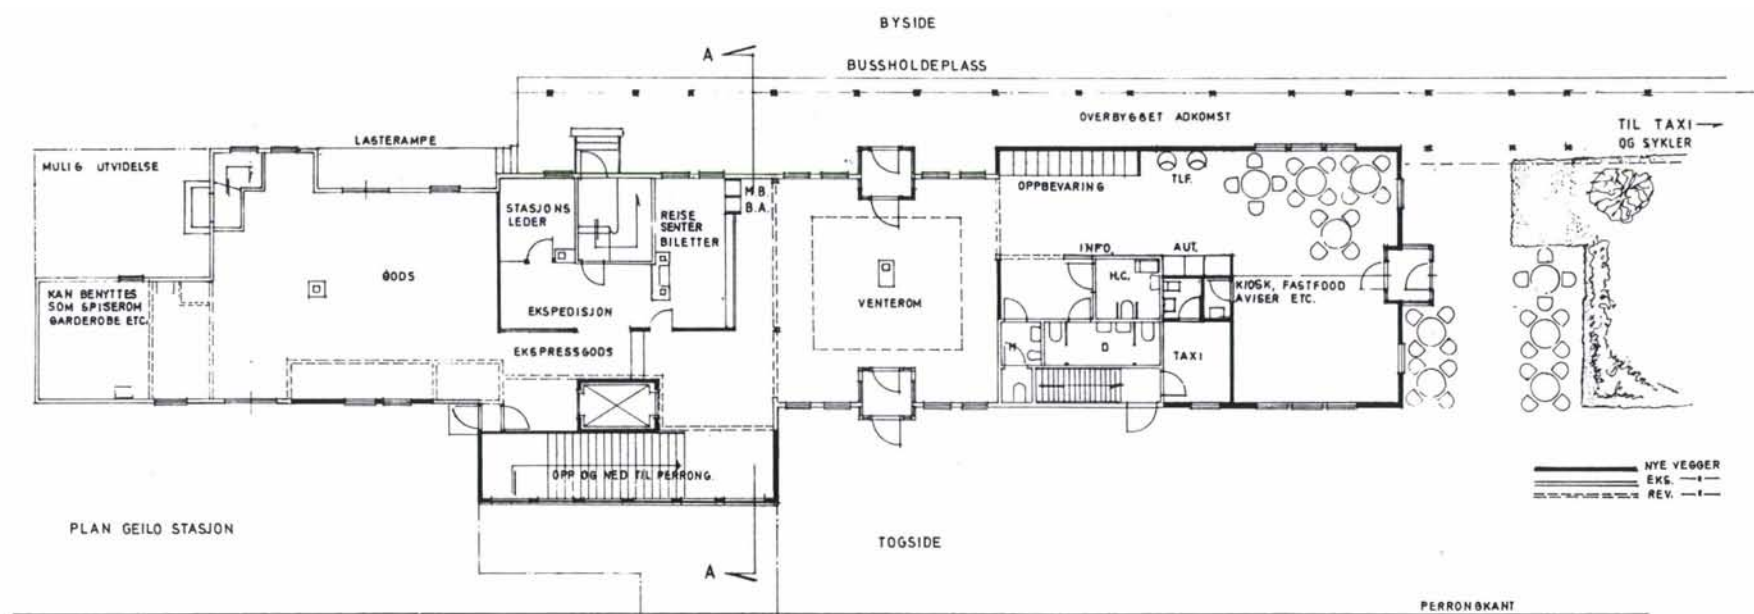 BYSIDE
A
BUSSHOLDEPLASS
OVERBYGGET ADKOMST
TIL TAXI
OG SYKLER
LASTERAMPE
MULIG UTVIDELSE
STASJONS
LEDER
REISE
SENTER
BILETTER
M.B.
B.A.
OPPBEVARING
TLF.
GODS
INFO.
AUT.
H.C.
KIOSK, FASTFOOD
AVISER ETC.
KAN BENYTTES
SOM SPISEROM
GARDEROBE ETC.
EKSPEDISJON
VENTEROM
EKSPRESSGODS
H
D
TAXI
OPP OG NED TIL PERRONG.
NYE VEGGER
EKS. —"—
REV. —"—
PLAN GEILO STASJON
TOGSIDE
A
PERRONGKANT